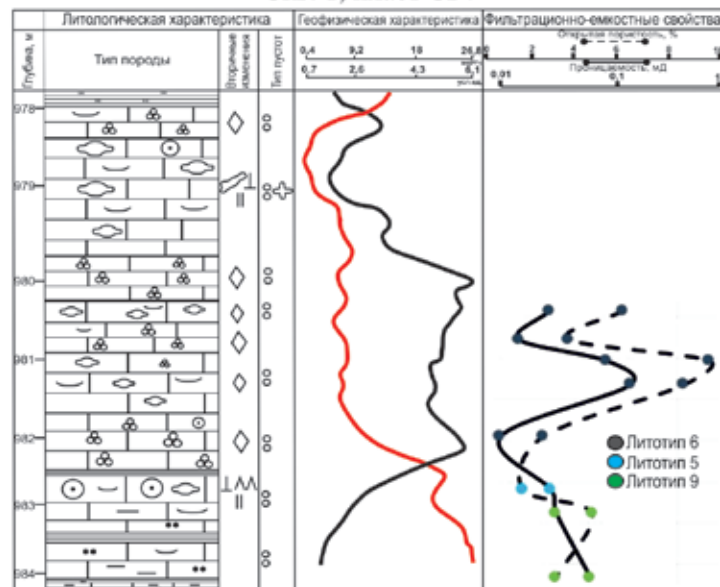 Литологическая характеристика
Геофизическая характеристика
Фильтрационно-емкостные свойства
Глубина, м
Тип породы
Вторичные изменения
Тип пустот
0,4 9,2 18 26,8
0,7 2,6 4,3 6,1
Открытая пористость, %
2 4 6 8
Проницаемость, мД
0.01 0,1
978
979
980
981
982
983
984
Литотип 6
Литотип 5
Литотип 9